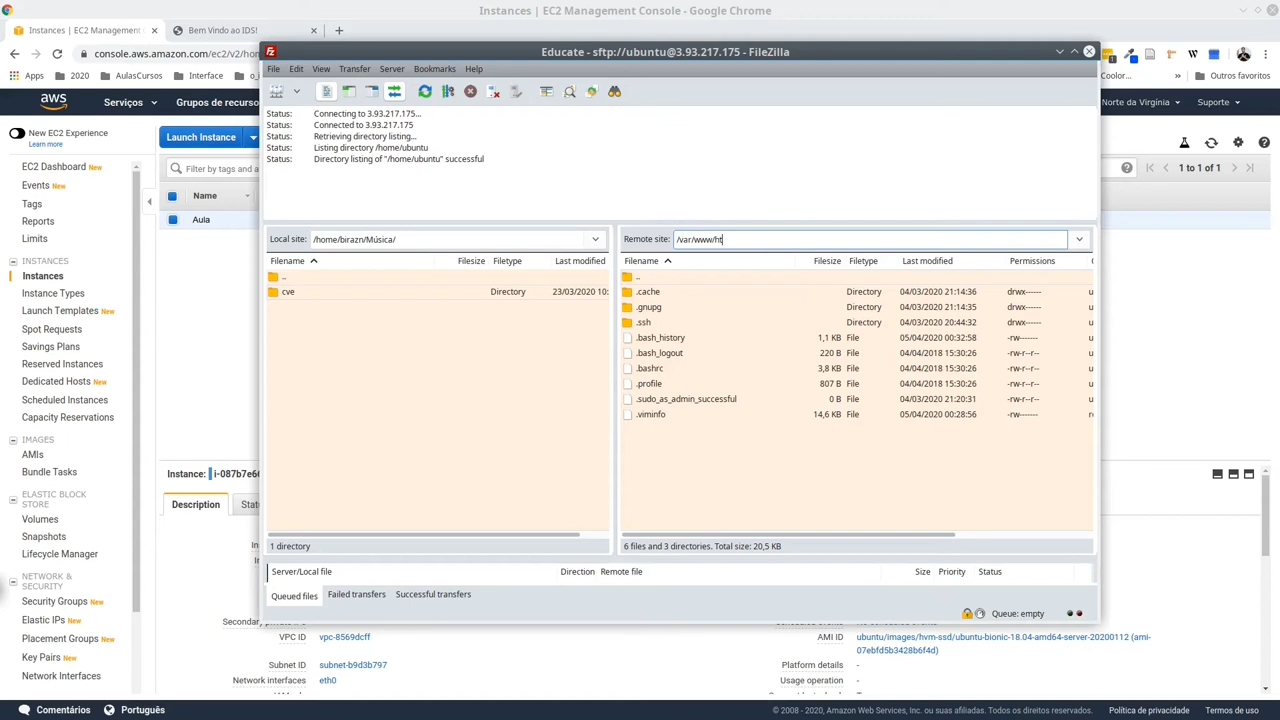 Instances | EC2 Management Console - Google Chrome
Instances | EC2 Management C
Bem Vindo ao IDS!
console.aws.amazon.com/ec2/v2/ho
Apps
2020
AulasCursos
Interface
o_i
Coolor...
Outros favoritos
aws
Serviços
Grupos de recurso
Norte da Virginia
Suporte
New EC2 Experience
Learn more
EC2 Dashboard New
Events New
Tags
Reports
Limits
INSTANCES
Instances
Instance Types
Launch Templates New
Spot Requests
Savings Plans
Reserved Instances
Dedicated Hosts New
Scheduled Instances
Capacity Reservations
IMAGES
AMIs
Bundle Tasks
ELASTIC BLOCK
STORE
Volumes
Snapshots
Lifecycle Manager
NETWORK &
SECURITY
Security Groups New
Elastic IPs New
Placement Groups New
Key Pairs New
Network Interfaces
Launch Instance
Filter by tags and a
1 to 1 of 1
Name
Aula
Instance: i-087b7e6
Description
Stat
Educate - sftp://ubuntu@3.93.217.175 - FileZilla
File Edit View Transfer Server Bookmarks Help
Status: Connecting to 3.93.217.175...
Status: Connected to 3.93.217.175
Status: Retrieving directory listing...
Status: Listing directory /home/ubuntu
Status: Directory listing of "/home/ubuntu" successful
Local site: /home/birazn/Música/
Filename Filesize Filetype Last modified
..
cve Directory 23/03/2020 10:
1 directory
Remote site: /var/www/ht
Filename Filesize Filetype Last modified Permissions
..
.cache Directory 04/03/2020 21:14:36 drwx------
.gnupg Directory 04/03/2020 21:14:35 drwx------
.ssh Directory 04/03/2020 20:44:32 drwx------
.bash_history 1,1 KB File 05/04/2020 00:32:58 -rw-------
.bash_logout 220 B File 04/04/2018 15:30:26 -rw-r--r--
.bashrc 3,8 KB File 04/04/2018 15:30:26 -rw-r--r--
.profile 807 B File 04/04/2018 15:30:26 -rw-r--r--
.sudo_as_admin_successful 0 B File 04/03/2020 21:20:31 -rw-r--r--
.viminfo 14,6 KB File 05/04/2020 00:28:56 -rw-------
6 files and 3 directories. Total size: 20,5 KB
Server/Local file Direction Remote file Size Priority Status
Queued files Failed transfers Successful transfers
Queue: empty
VPC ID vpc-8569dcff
Subnet ID subnet-b9d3b797
Network interfaces eth0
AMI ID ubuntu/images/hvm-ssd/ubuntu-bionic-18.04-amd64-server-20200112 (ami-
07ebfd5b3428b6f4d)
Platform details -
Usage operation -
Comentários
Português
© 2008 - 2020, Amazon Web Services, Inc. ou suas afiliadas. Todos os direitos reservados.
Política de privacidade
Termos de uso